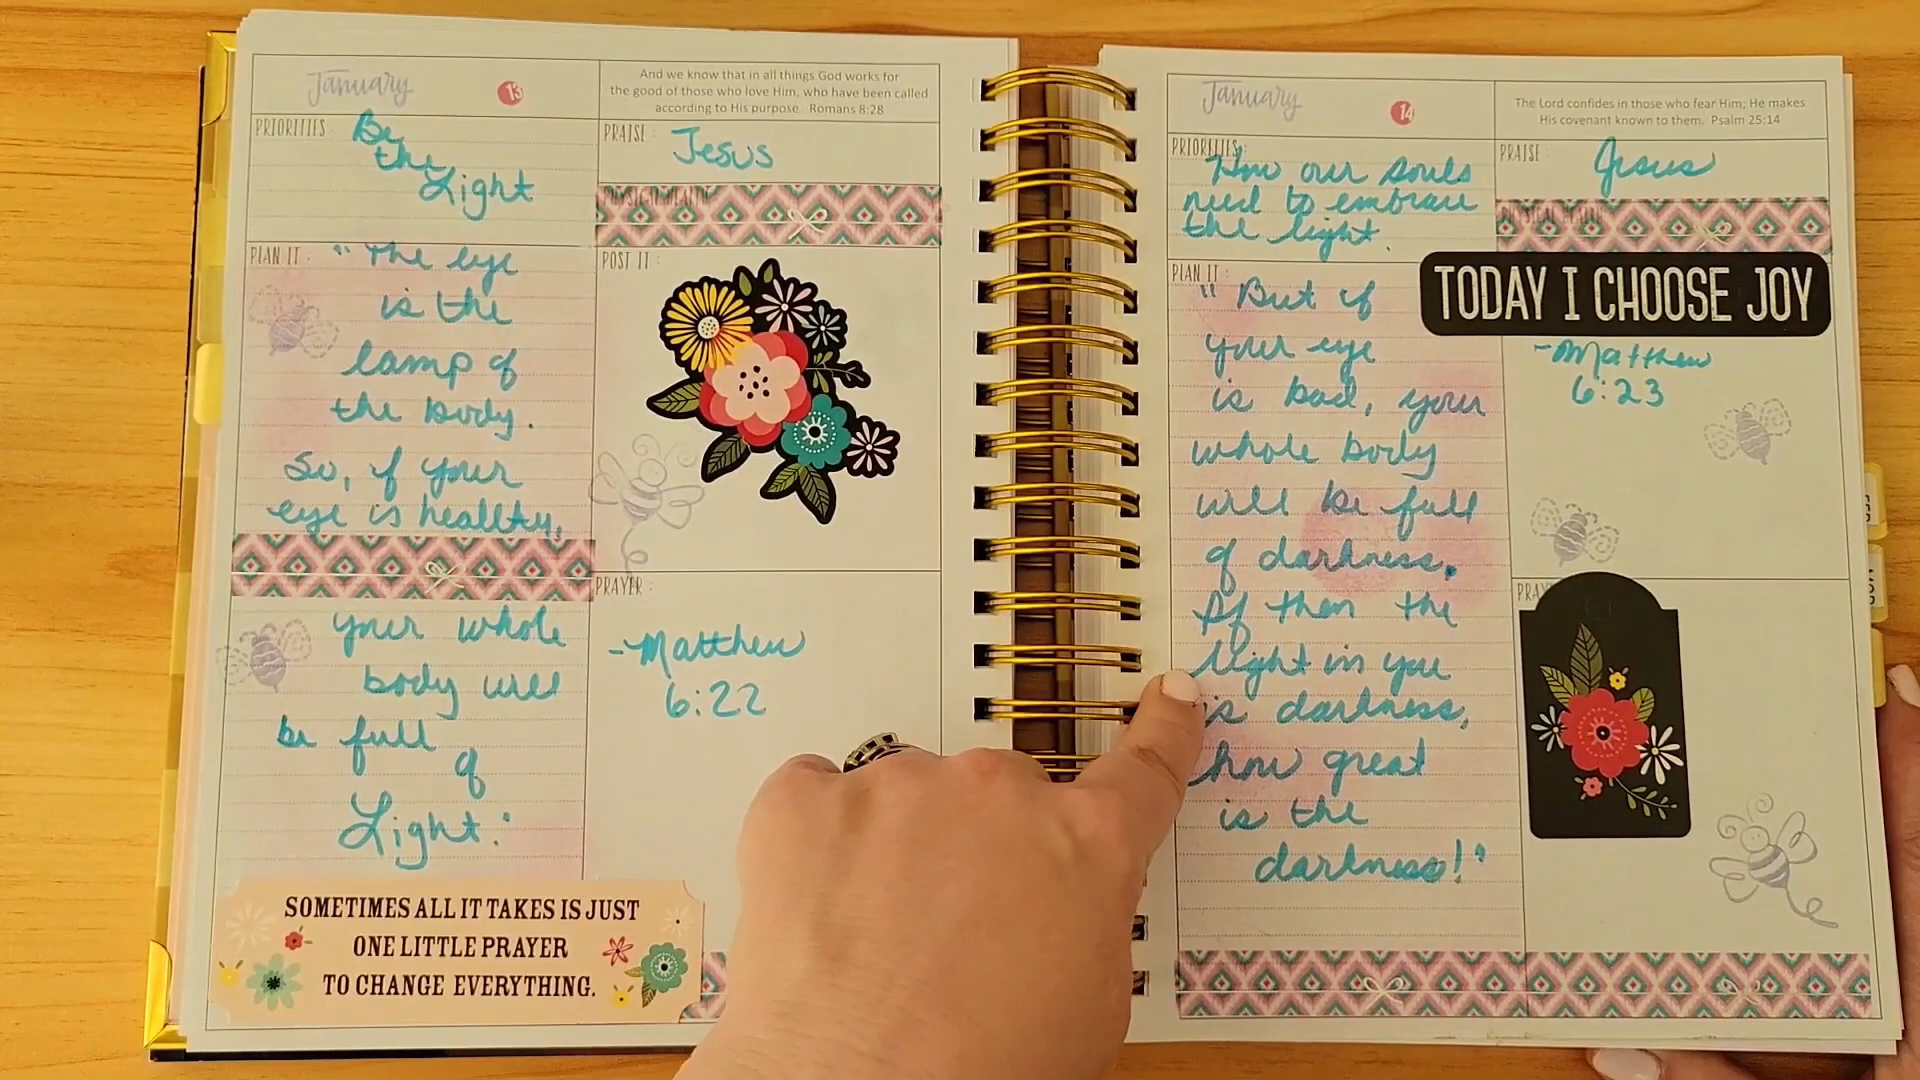 January 13
And we know that in all things God works for
the good of those who love Him, who have been called
according to His purpose. Romans 8:28
PRIORITIES:
Be
the
Light
PRAISE:
Jesus
PHYSICAL HEALTH
PLAN IT:
"The eye
is the
lamp of
the body.
So, if your
eye is healthy,
your whole
body will
be full
of
Light:
POST IT:
PRAYER:
-Matthew
6:22
SOMETIMES ALL IT TAKES IS JUST
ONE LITTLE PRAYER
TO CHANGE EVERYTHING.
January 14
The Lord confides in those who fear Him; He makes
His covenant known to them. Psalm 25:14
PRIORITIES:
How our souls
need to embrace
the light.
PRAISE:
Jesus
PHYSICAL HEALTH
PLAN IT:
"But if
your eye
is bad, your
whole body
will be full
of darkness.
If then the
light in you
is darkness,
how great
is the
darkness!"
TODAY I CHOOSE JOY
-Matthew
6:23